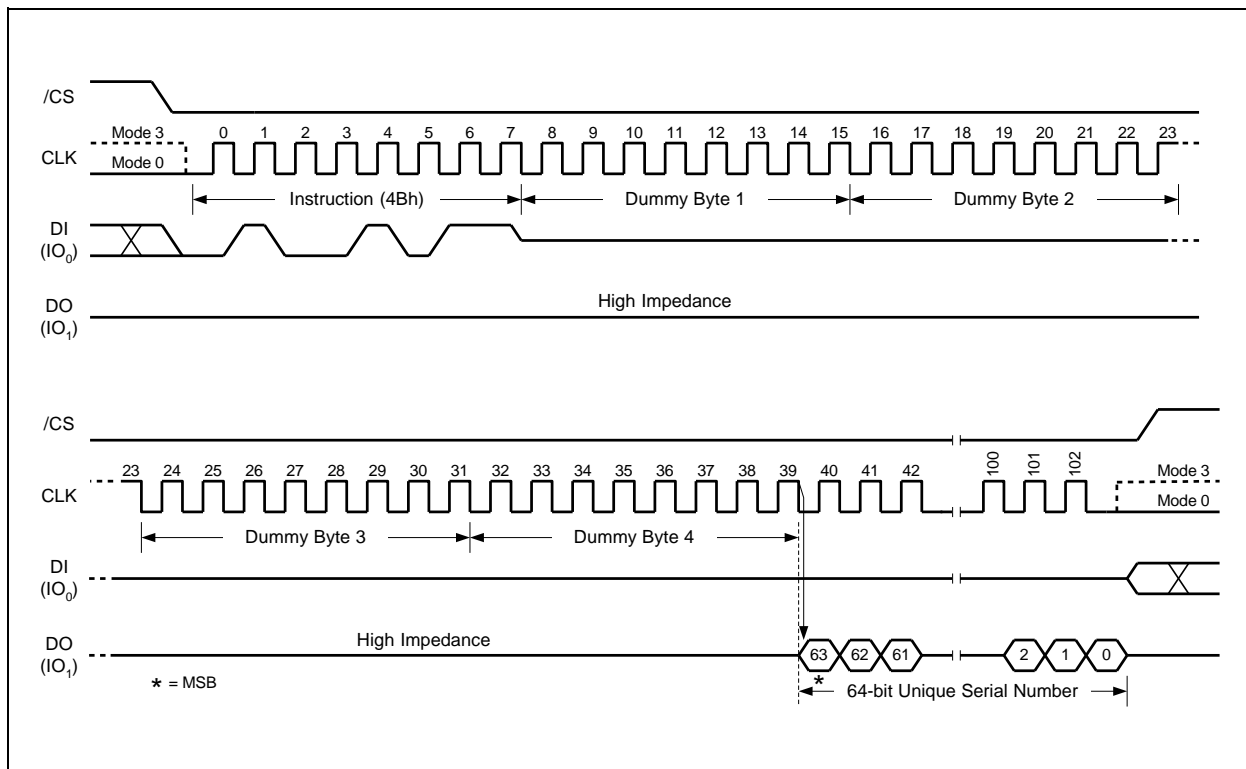 /CS
Mode 3
0 1 2 3 4 5 6 7 8 9 10 11 12 13 14 15 16 17 18 19 20 21 22 23
CLK
Mode 0
Instruction (4Bh) Dummy Byte 1 Dummy Byte 2
DI
(IO0)
High Impedance
DO
(IO1)
/CS
23 24 25 26 27 28 29 30 31 32 33 34 35 36 37 38 39 40 41 42 100 101 102
Mode 3
CLK
Mode 0
Dummy Byte 3 Dummy Byte 4
DI
(IO0)
High Impedance
DO
(IO1)
63 62 61 2 1 0
* = MSB
*
64-bit Unique Serial Number